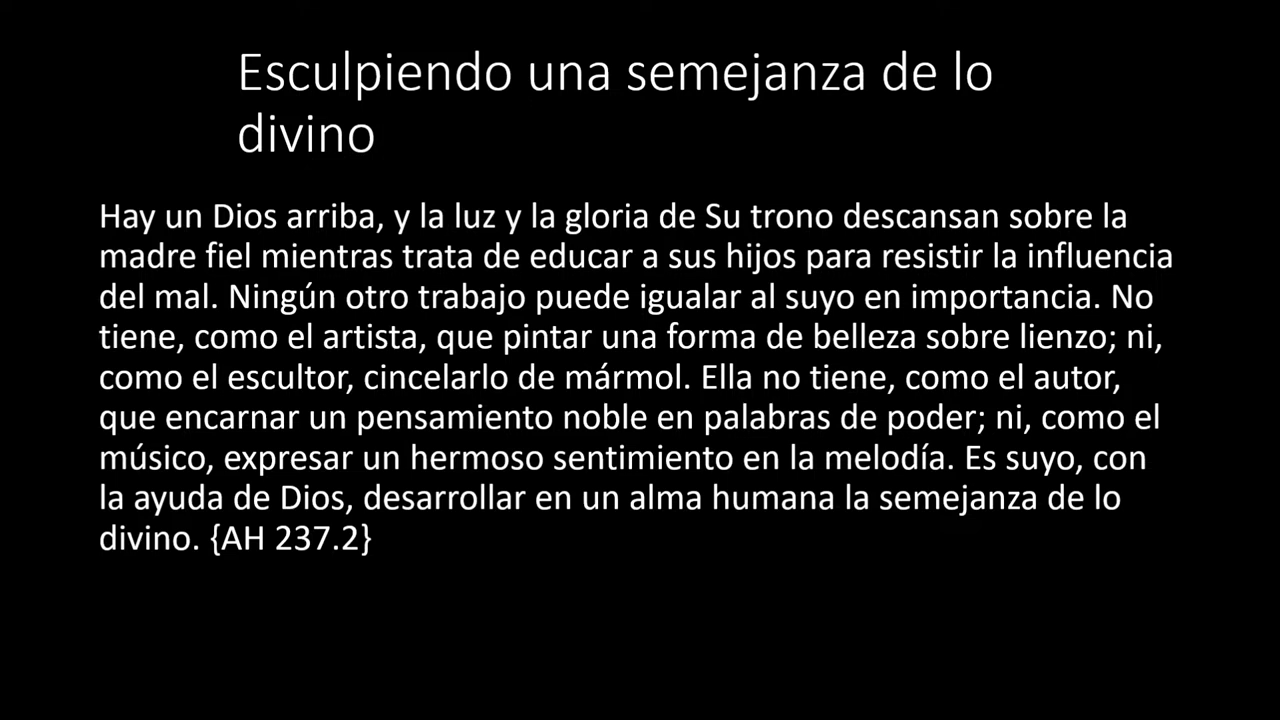 Esculpiendo una semejanza de lo
divino
Hay un Dios arriba, y la luz y la gloria de Su trono descansan sobre la
madre fiel mientras trata de educar a sus hijos para resistir la influencia
del mal. Ningún otro trabajo puede igualar al suyo en importancia. No
tiene, como el artista, que pintar una forma de belleza sobre lienzo; ni,
como el escultor, cincelarlo de mármol. Ella no tiene, como el autor,
que encarnar un pensamiento noble en palabras de poder; ni, como el
músico, expresar un hermoso sentimiento en la melodía. Es suyo, con
la ayuda de Dios, desarrollar en un alma humana la semejanza de lo
divino. {AH 237.2}